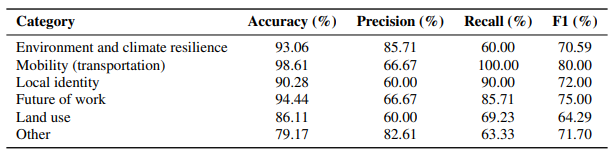 Category Accuracy (%) Precision (%) Recall (%) F1 (%)
Environment and climate resilience 93.06 85.71 60.00 70.59
Mobility (transportation) 98.61 66.67 100.00 80.00
Local identity 90.28 60.00 90.00 72.00
Future of work 94.44 66.67 85.71 75.00
Land use 86.11 60.00 69.23 64.29
Other 79.17 82.61 63.33 71.70